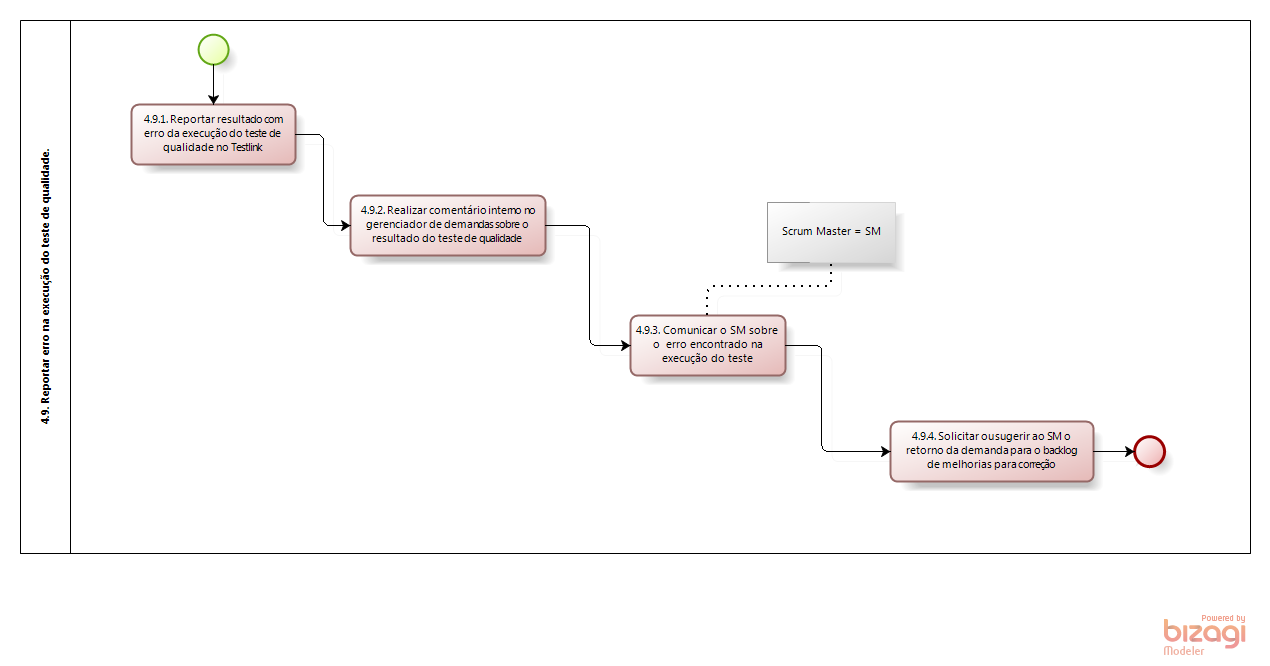 4.9. Reportar erro na execução do teste de qualidade.
4.9.1. Reportar resultado com
erro da execução do teste de
qualidade no Testlink
4.9.2. Realizar comentário interno no
gerenciador de demandas sobre o
resultado do teste de qualidade
Scrum Master = SM
4.9.3. Comunicar o SM sobre
o erro encontrado na
execução do teste
4.9.4. Solicitar ou sugerir ao SM o
retorno da demanda para o backlog
de melhorias para correção
Powered by
bizagi
Modeler